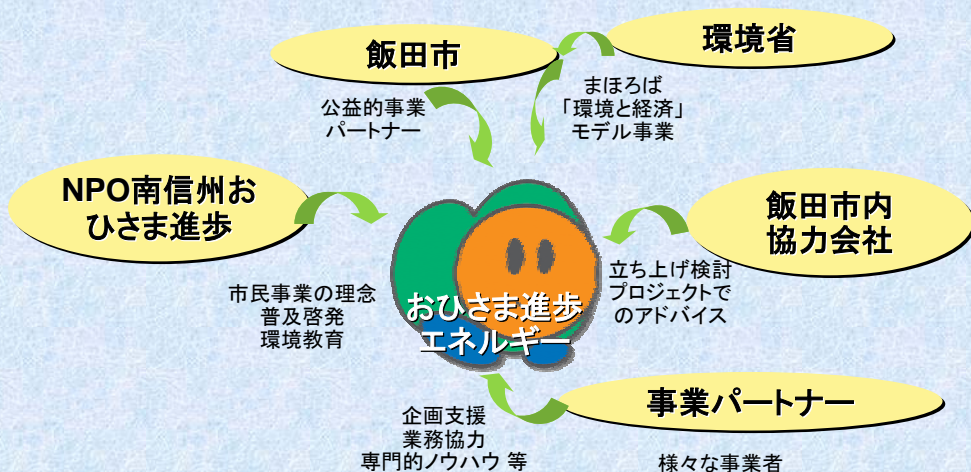 飯田市
環境省
公益的事業
パートナー
まほろば
「環境と経済」
モデル事業
NPO南信州お
ひさま進歩
飯田市内
協力会社
市民事業の理念
普及啓発
環境教育
おひさま進歩
エネルギー
立ち上げ検討
プロジェクトで
のアドバイス
事業パートナー
企画支援
業務協力
専門的ノウハウ 等
様々な事業者